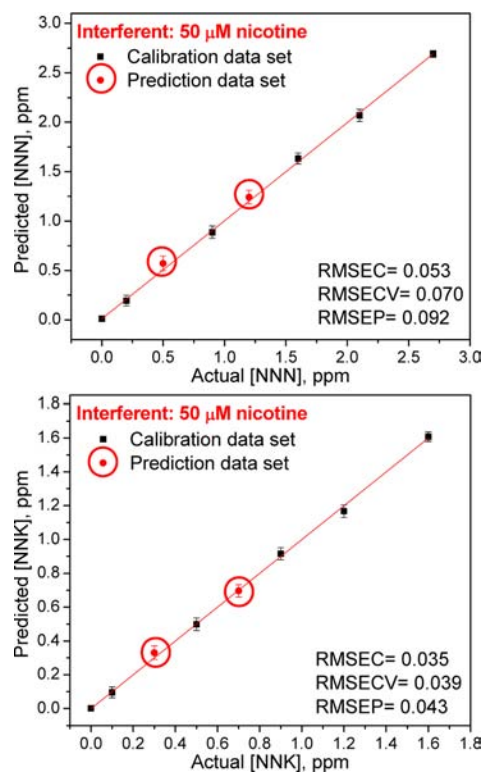 Interferent: 50 μM nicotine
Calibration data set
Prediction data set
3.0
2.5
2.0
1.5
1.0
0.5
0.0
Predicted [NNN], ppm
RMSEC= 0.053
RMSECV= 0.070
RMSEP= 0.092
0.0 0.5 1.0 1.5 2.0 2.5 3.0
Actual [NNN], ppm
Interferent: 50 μM nicotine
Calibration data set
Prediction data set
1.8
1.6
1.4
1.2
1.0
0.8
0.6
0.4
0.2
0.0
Predicted [NNK], ppm
RMSEC= 0.035
RMSECV= 0.039
RMSEP= 0.043
0.0 0.2 0.4 0.6 0.8 1.0 1.2 1.4 1.6 1.8
Actual [NNK], ppm